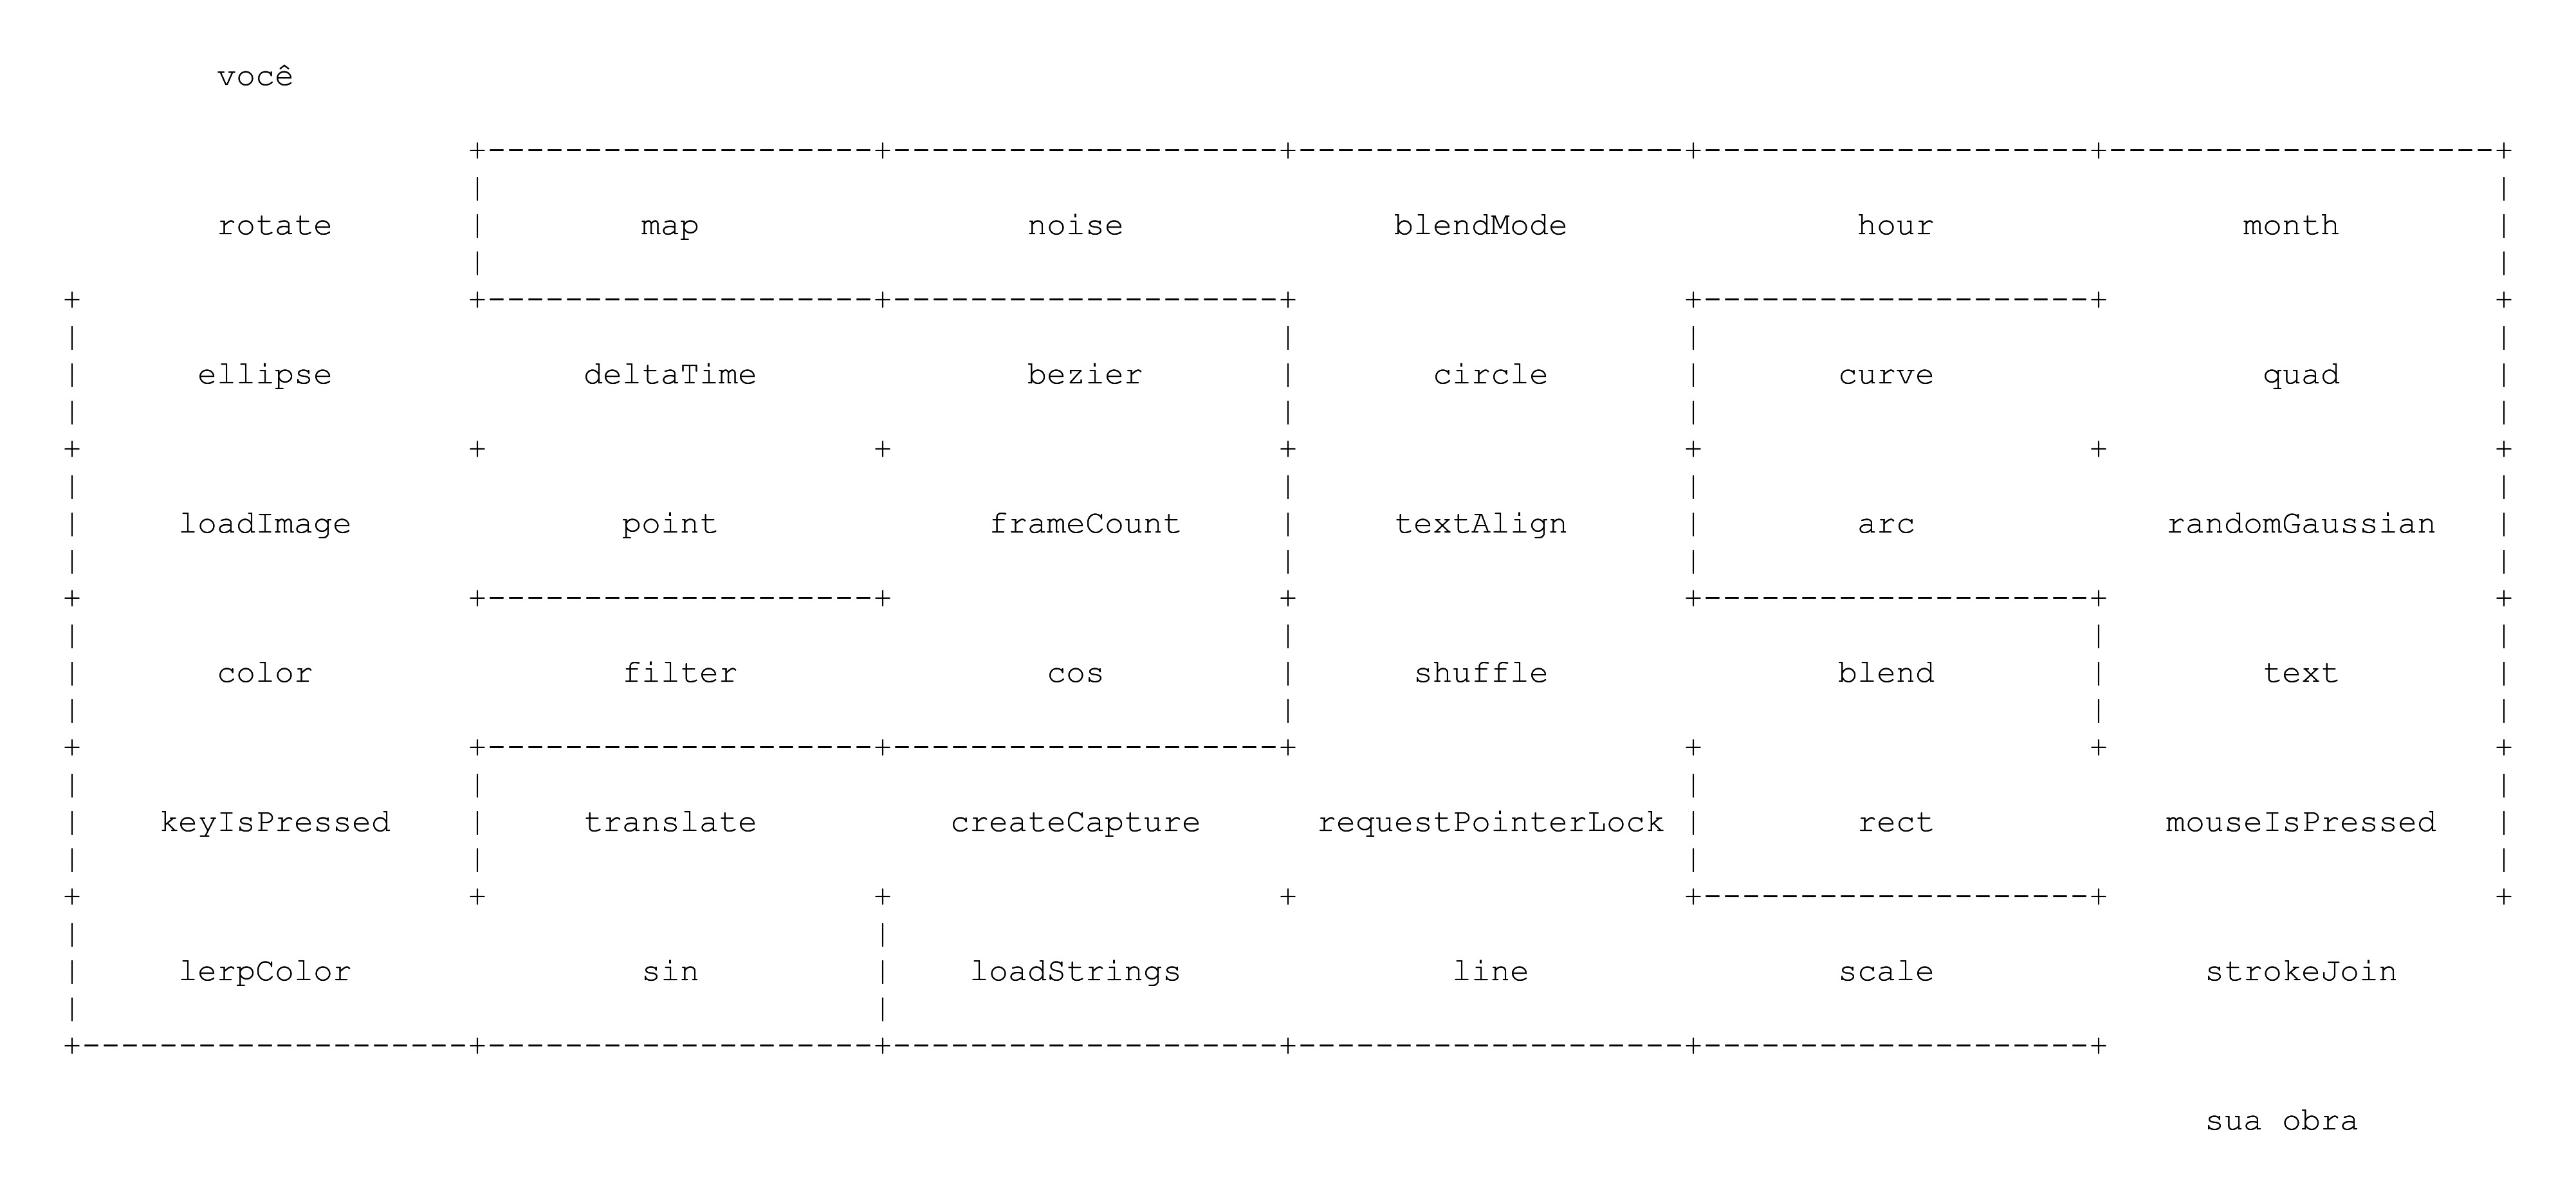 você
rotate map noise blendMode hour month
ellipse deltaTime bezier circle curve quad
loadImage point frameCount textAlign arc randomGaussian
color filter cos shuffle blend text
keyIsPressed translate createCapture requestPointerLock rect mouseIsPressed
lerpColor sin loadStrings line scale strokeJoin
sua obra